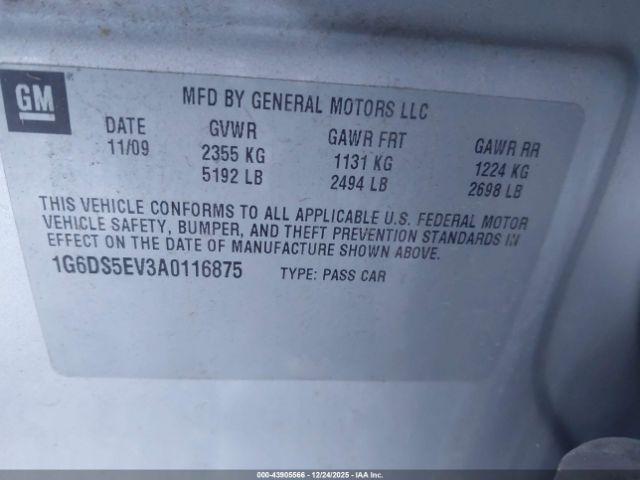 GM
MFD BY GENERAL MOTORS LLC
DATE GVWR GAWR FRT GAWR RR
11/09 2355 KG 1131 KG 1224 KG
5192 LB 2494 LB 2698 LB
THIS VEHICLE CONFORMS TO ALL APPLICABLE U.S. FEDERAL MOTOR
VEHICLE SAFETY, BUMPER, AND THEFT PREVENTION STANDARDS IN
EFFECT ON THE DATE OF MANUFACTURE SHOWN ABOVE.
1G6DS5EV3A0116875 TYPE: PASS CAR
000-43905566 - 12/24/2025 - IAA Inc.